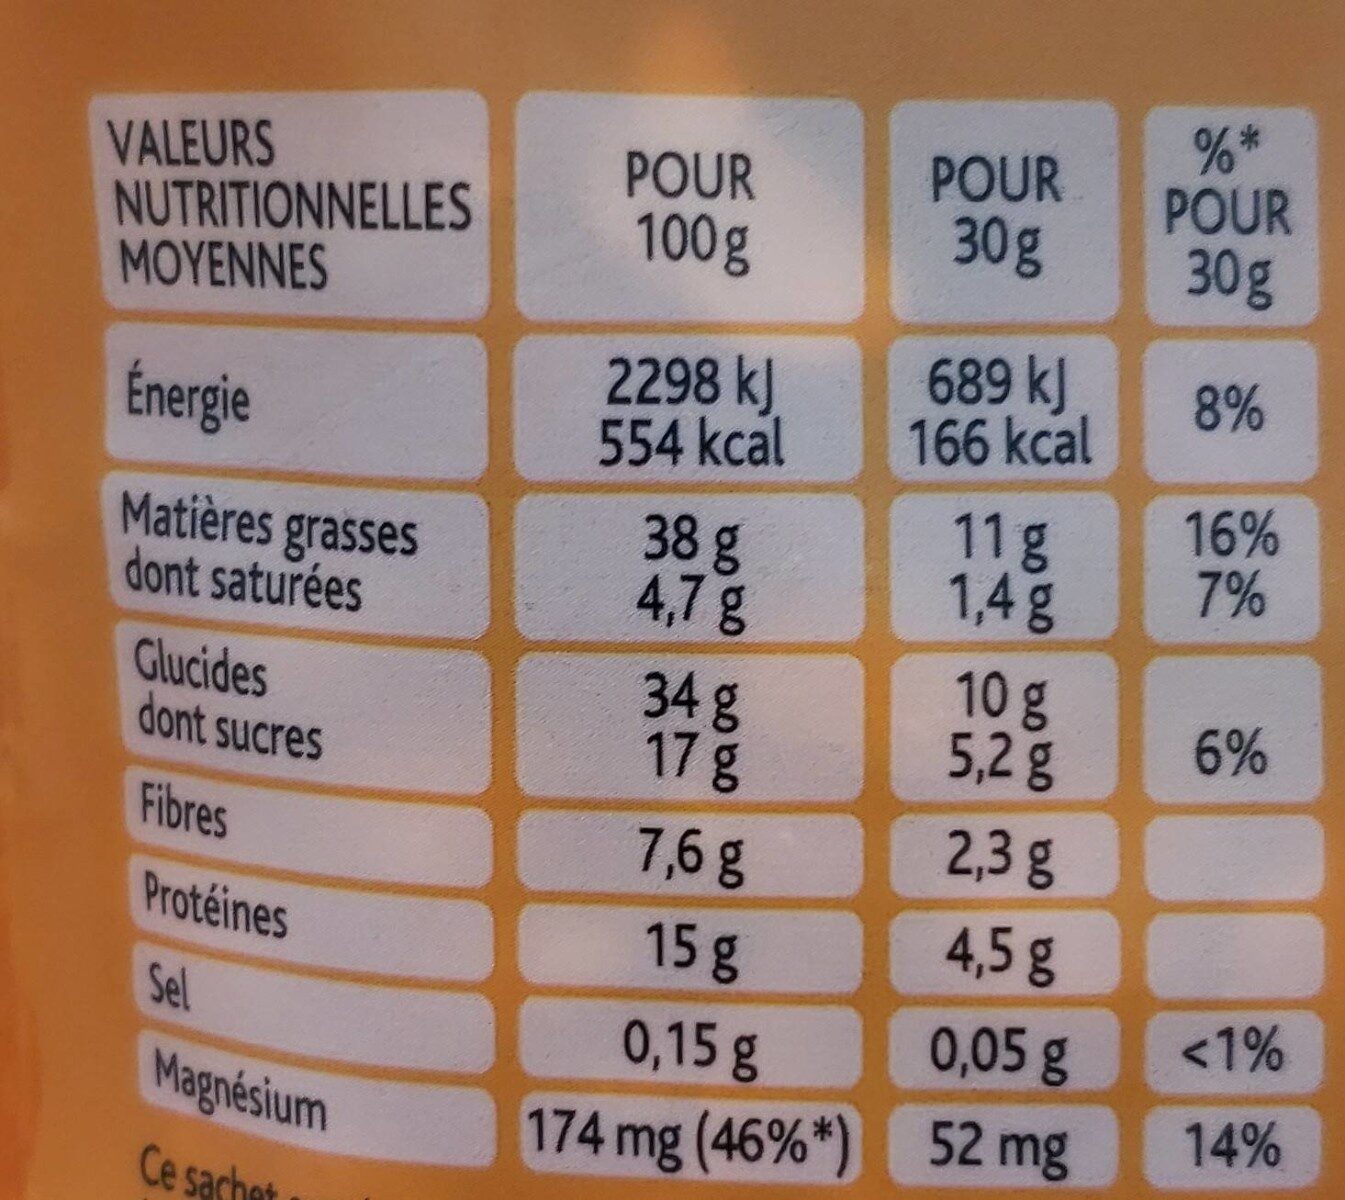 VALEURS
NUTRITIONNELLES
MOYENNES
POUR
100g
POUR
30g
%*
POUR
30g
Énergie
2298 kJ
554 kcal
689 kJ
166 kcal
8%
Matières grasses
dont saturées
38 g
4,7 g
11 g
1,4 g
16%
7%
Glucides
dont sucres
34 g
17 g
10 g
5,2 g
6%
Fibres
7,6 g
2,3 g
Protéines
15 g
4,5 g
Sel
0,15 g
0,05 g
<1%
Magnésium
174 mg (46%*)
52 mg
14%
Ce sachet